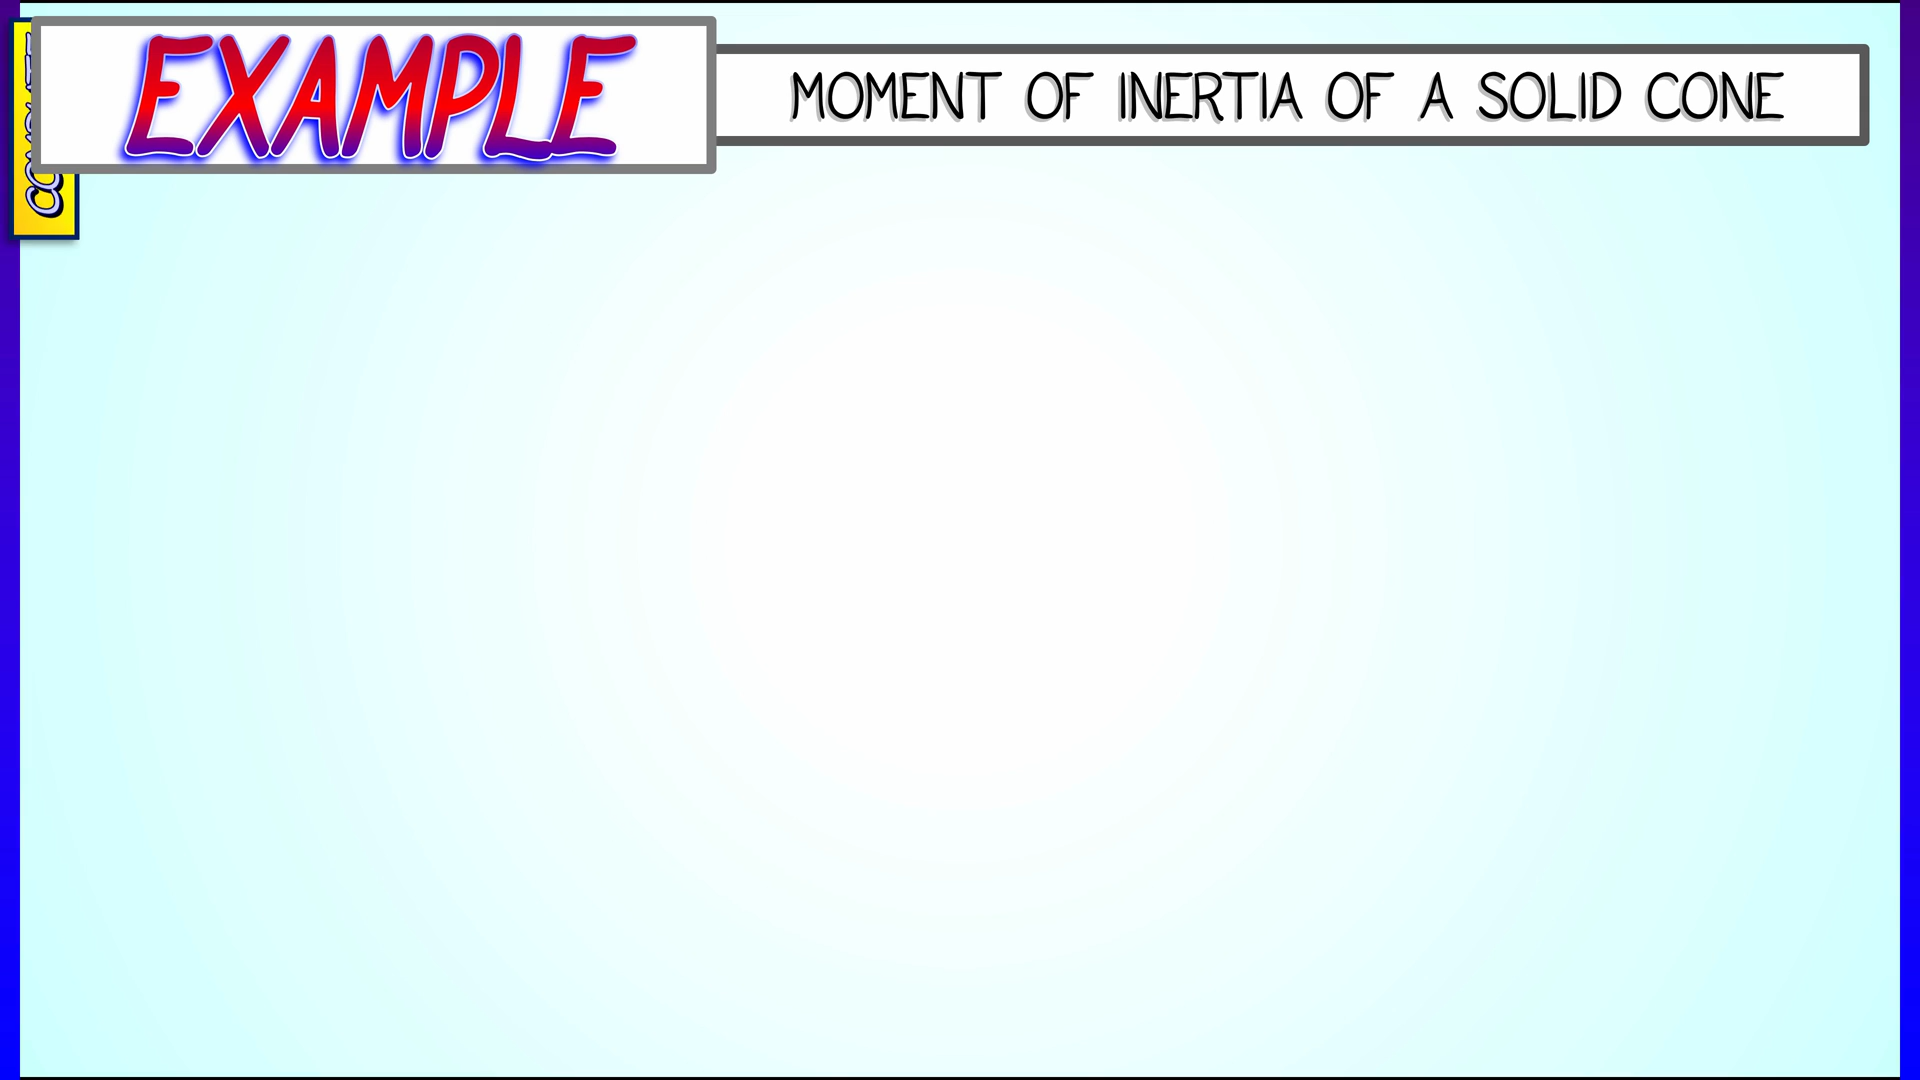 EXAMPLE
MOMENT OF INERTIA OF A SOLID CONE